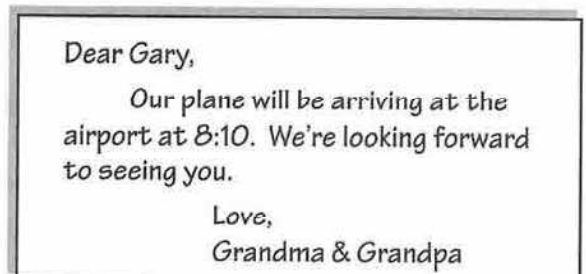 Dear Gary,
Our plane will be arriving at the
airport at 8:10. We're looking forward
to seeing you.
Love,
Grandma & Grandpa